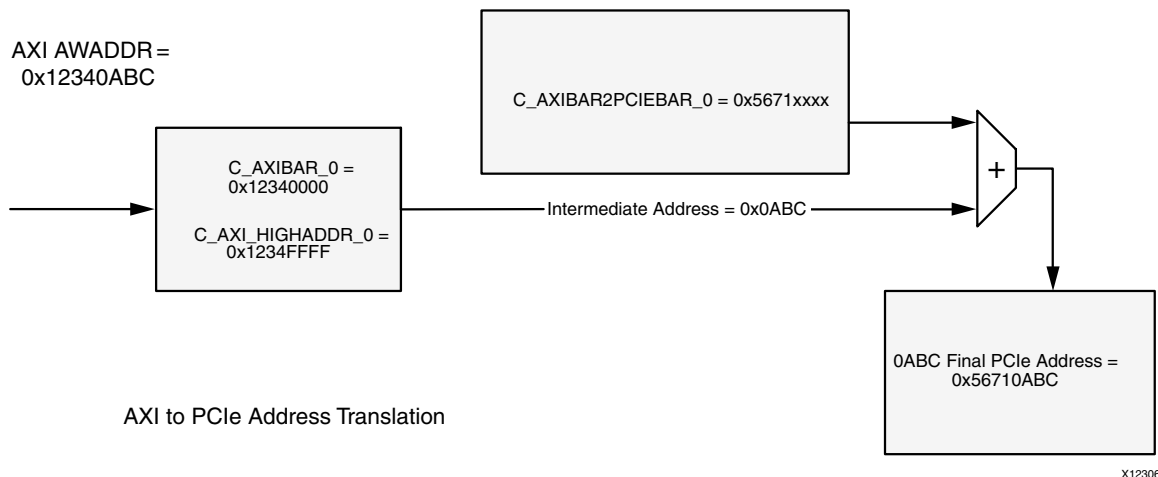 AXI AWADDR =
0x12340ABC
C_AXIBAR2PCIEBAR_0 = 0x5671xxxx
C_AXIBAR_0 =
0x12340000
C_AXI_HIGHADDR_0 =
0x1234FFFF
Intermediate Address = 0x0ABC
+
0ABC Final PCIe Address =
0x56710ABC
AXI to PCIe Address Translation
X12306